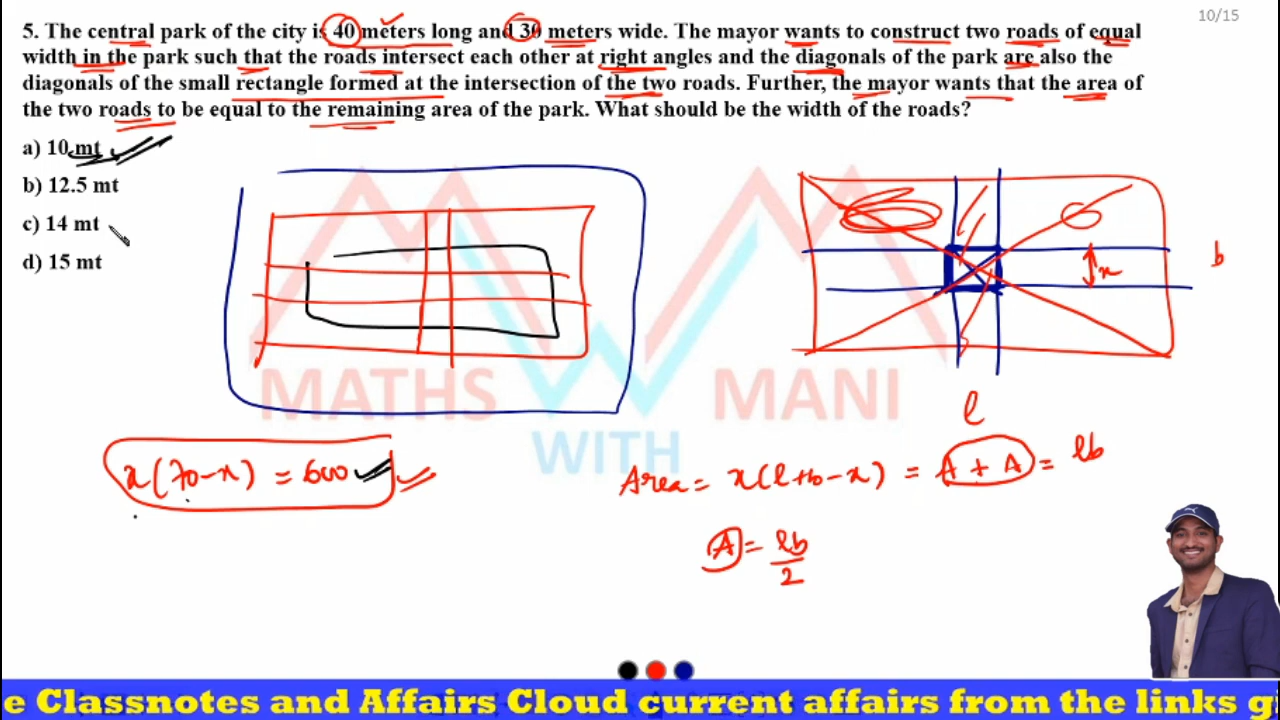 10/15
5. The central park of the city is 40 meters long and 30 meters wide. The mayor wants to construct two roads of equal
width in the park such that the roads intersect each other at right angles and the diagonals of the park are also the
diagonals of the small rectangle formed at the intersection of the two roads. Further, the mayor wants that the area of
the two roads to be equal to the remaining area of the park. What should be the width of the roads?
a) 10 mt
b) 12.5 mt
c) 14 mt
d) 15 mt
x
b
l
MATHS WITH MANI
x(70-x) = 600
Area = x(l+b-x) = A + A = lb
A = lb/2
e Classnotes and Affairs Cloud current affairs from the links g